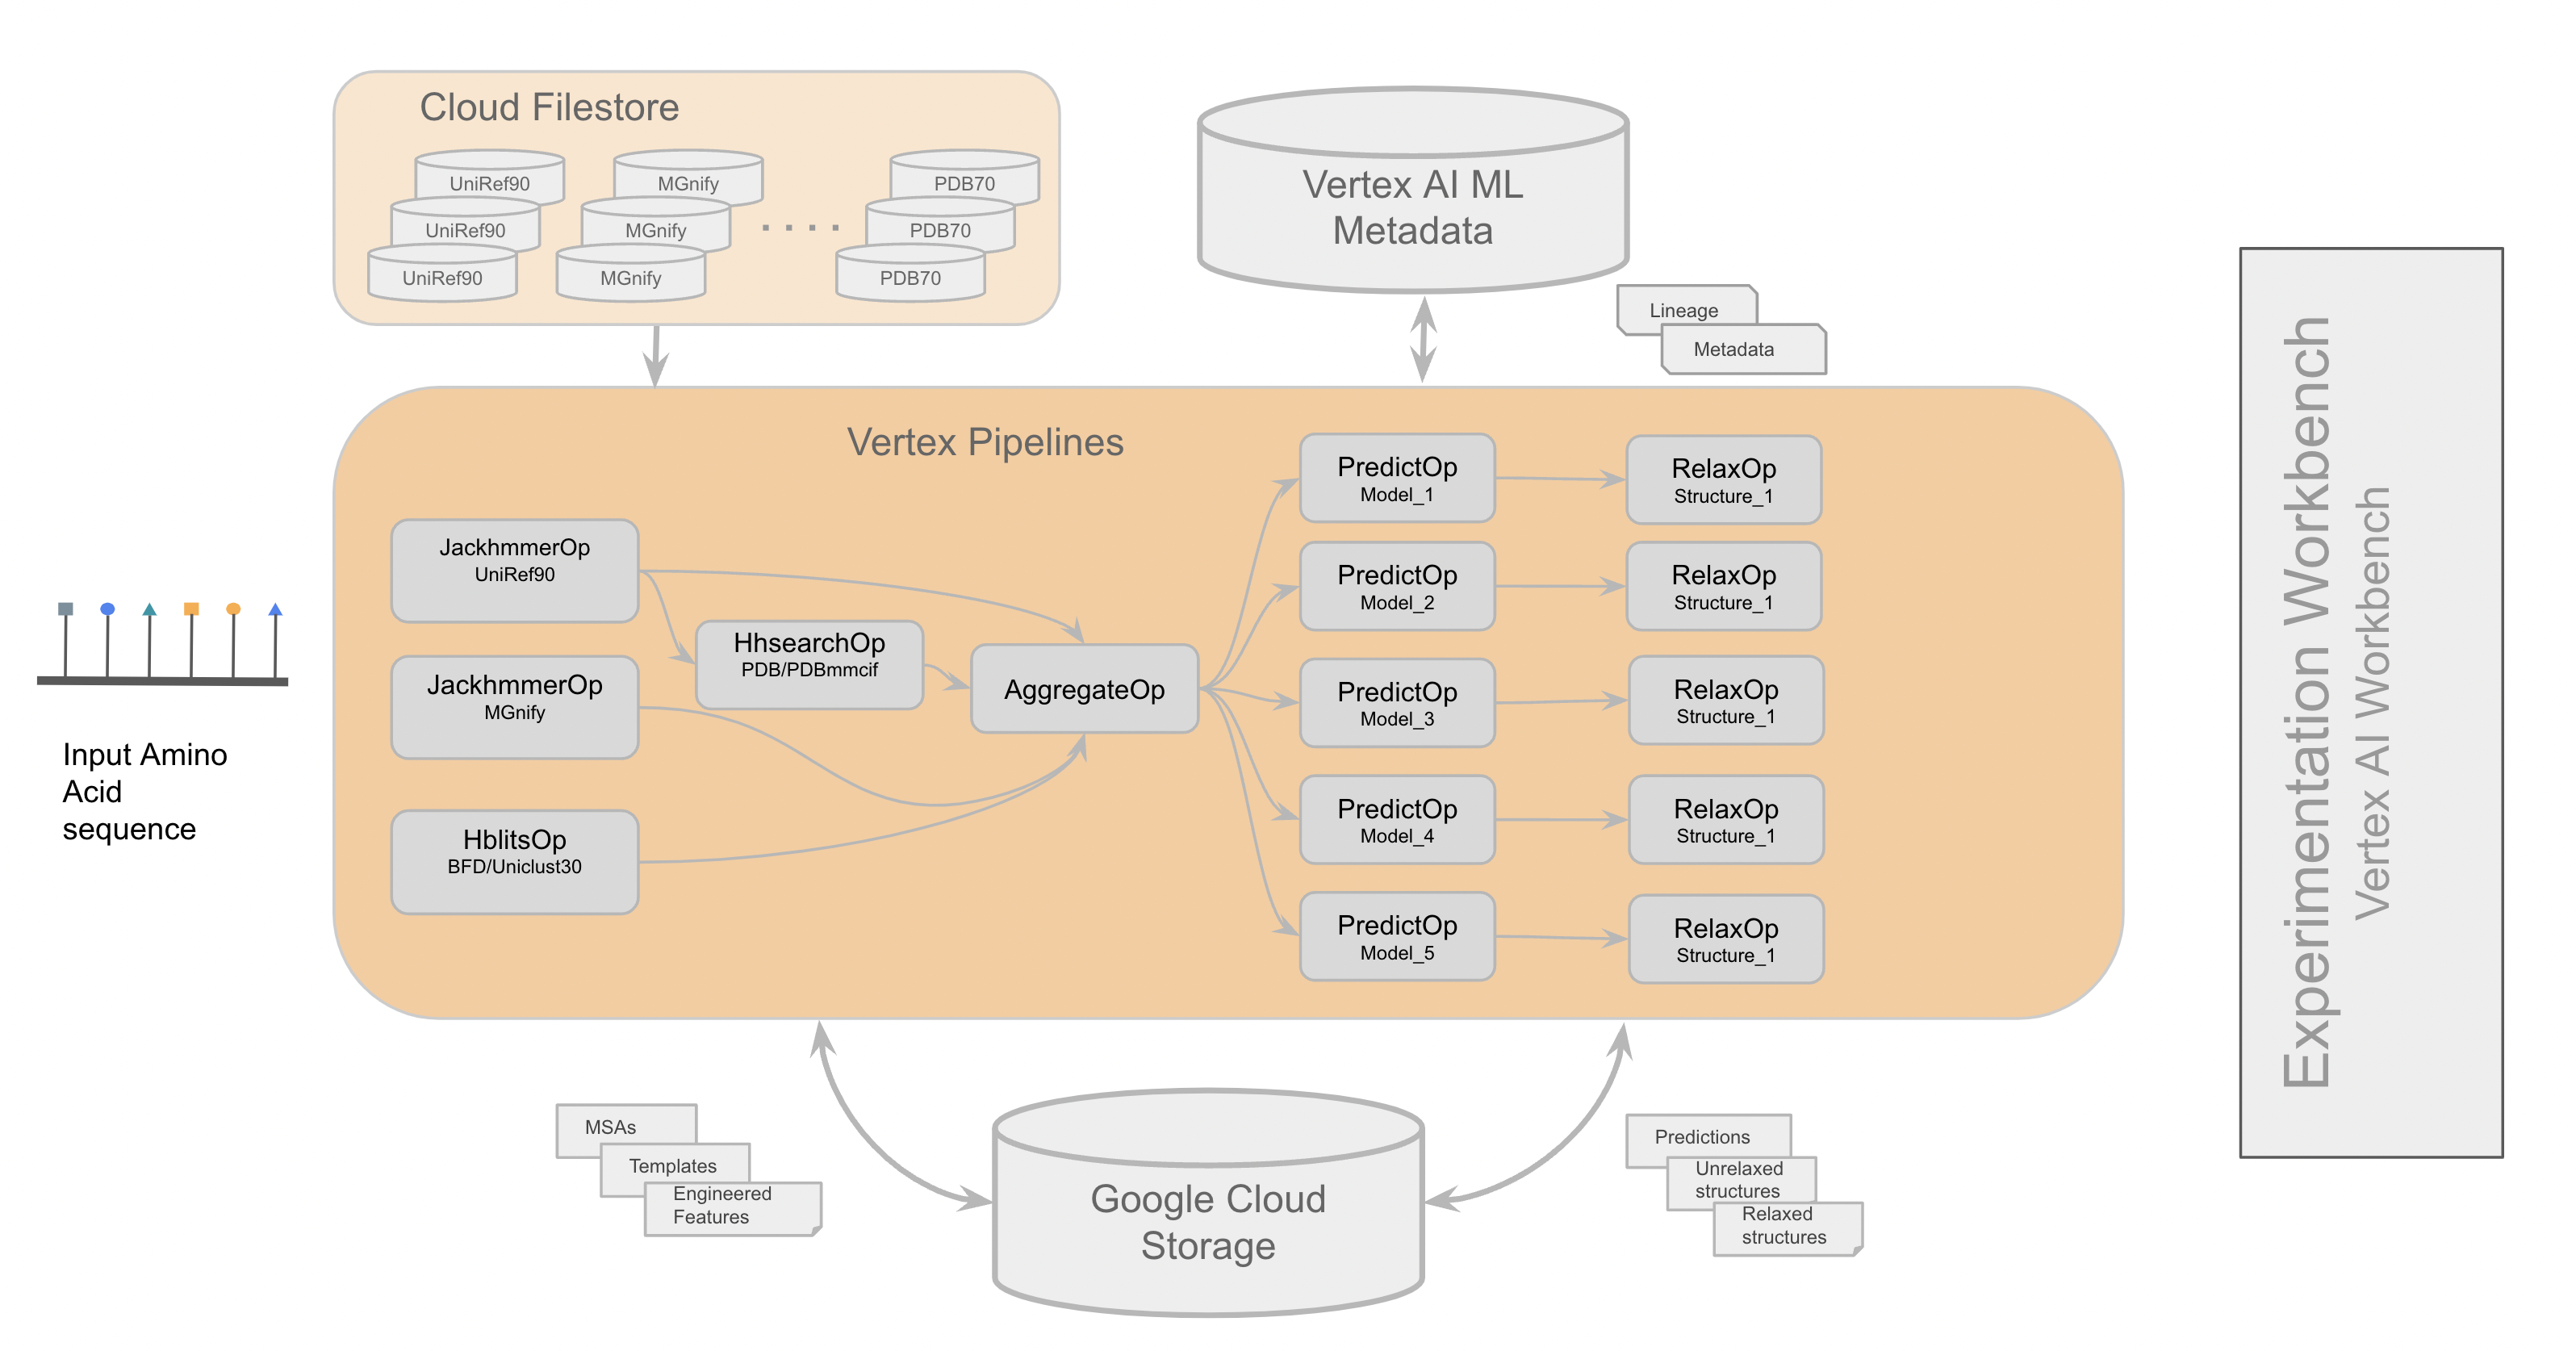 Cloud Filestore
UniRef90
MGnify
PDB70
UniRef90
MGnify
. . . .
PDB70
UniRef90
MGnify
PDB70
Vertex AI ML
Metadata
Lineage
Metadata
Vertex Pipelines
Input Amino
Acid
sequence
JackhmmerOp
UniRef90
JackhmmerOp
MGnify
HblitsOp
BFD/Uniclust30
HhsearchOp
PDB/PDBmmcif
AggregateOp
PredictOp
Model_1
RelaxOp
Structure_1
PredictOp
Model_2
RelaxOp
Structure_1
PredictOp
Model_3
RelaxOp
Structure_1
PredictOp
Model_4
RelaxOp
Structure_1
PredictOp
Model_5
RelaxOp
Structure_1
Experimentation Workbench
Vertex AI Workbench
MSAs
Templates
Engineered
Features
Google Cloud
Storage
Predictions
Unrelaxed
structures
Relaxed
structures